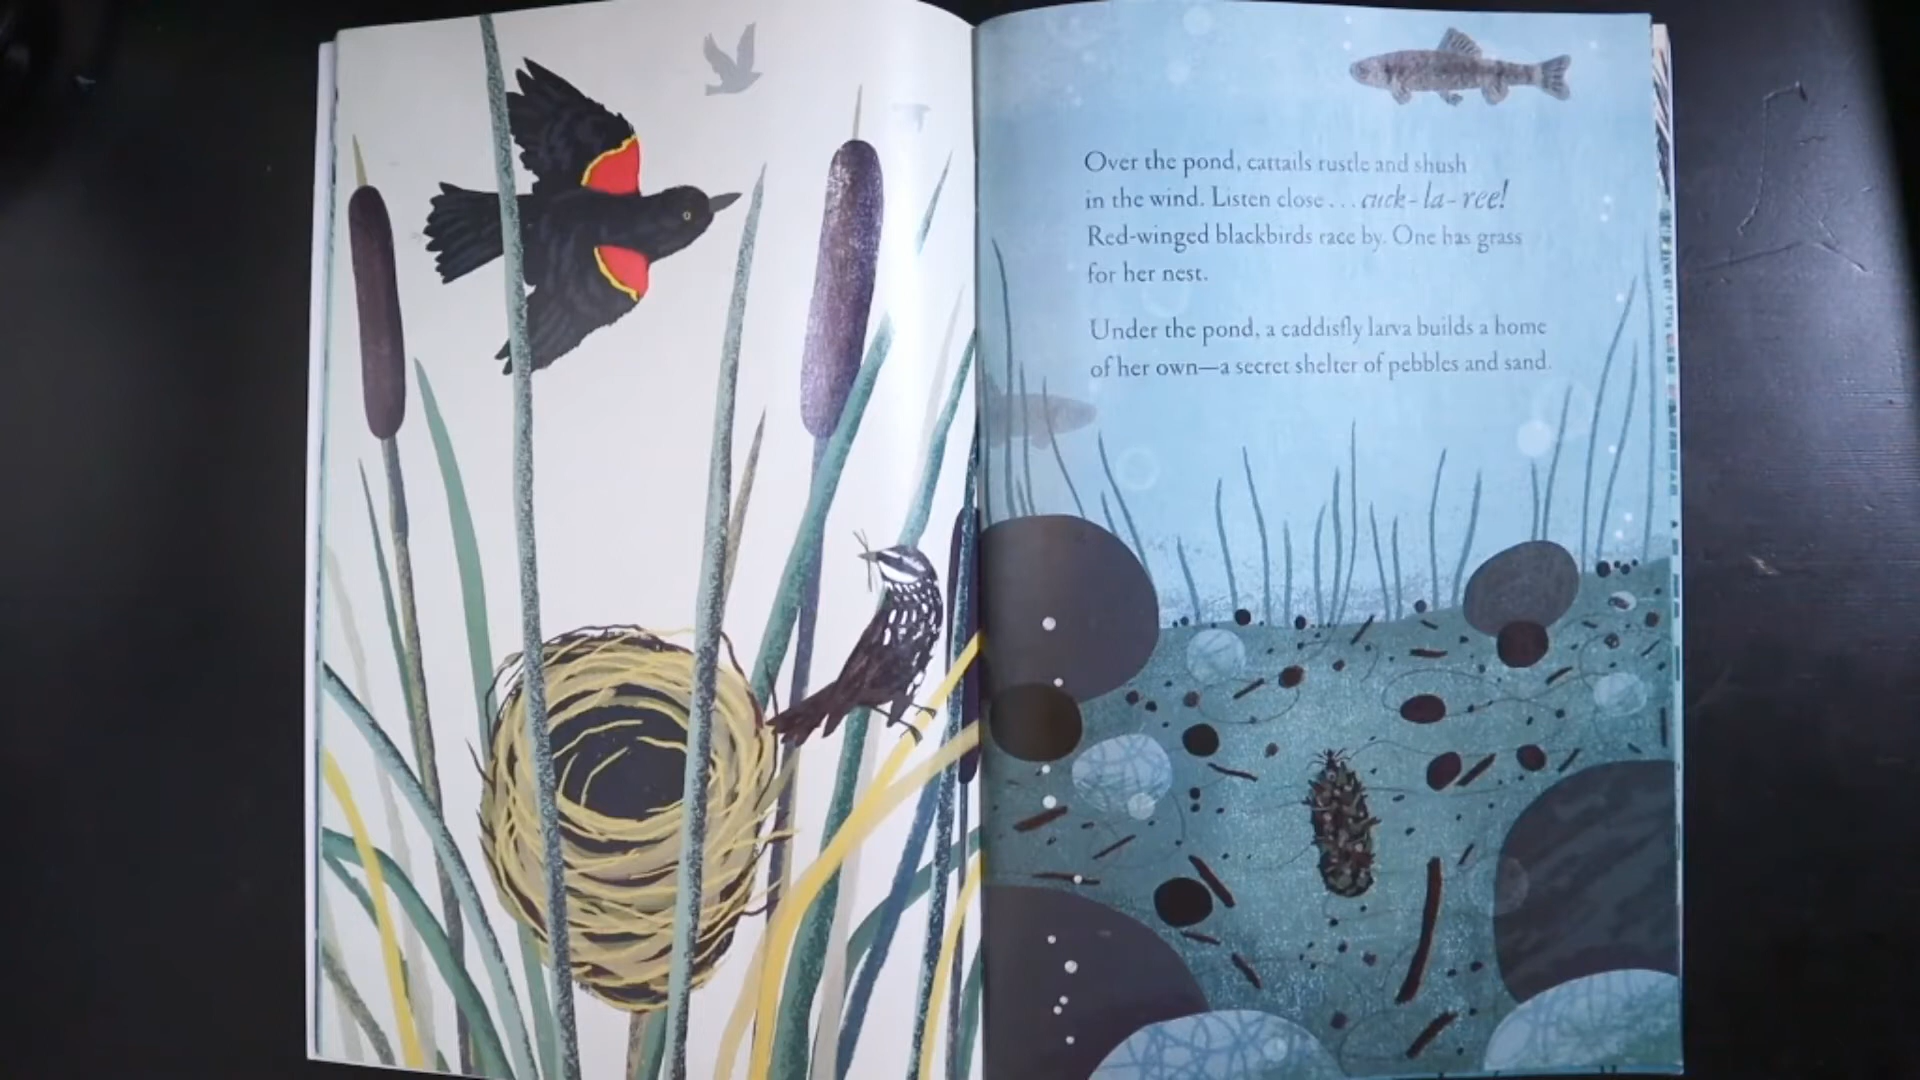 Over the pond, cattails rustle and shush
in the wind. Listen close . . . cuck-la-ree!
Red-winged blackbirds race by. One has grass
for her nest.
Under the pond, a caddisfly larva builds a home
of her own—a secret shelter of pebbles and sand.